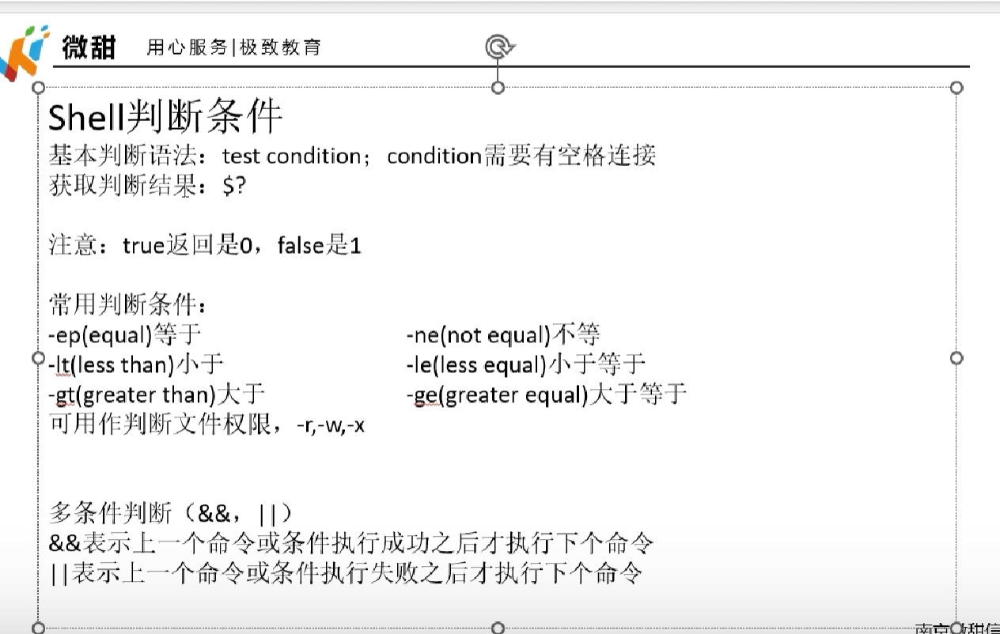 微甜 用心服务|极致教育
Shell判断条件
基本判断语法：test condition；condition需要有空格连接
获取判断结果：$?
注意：true返回是0，false是1
常用判断条件：
-ep(equal)等于 -ne(not equal)不等
-lt(less than)小于 -le(less equal)小于等于
-gt(greater than)大于 -ge(greater equal)大于等于
可用作判断文件权限，-r,-w,-x
多条件判断（&&，||）
&&表示上一个命令或条件执行成功之后才执行下个命令
||表示上一个命令或条件执行失败之后才执行下个命令